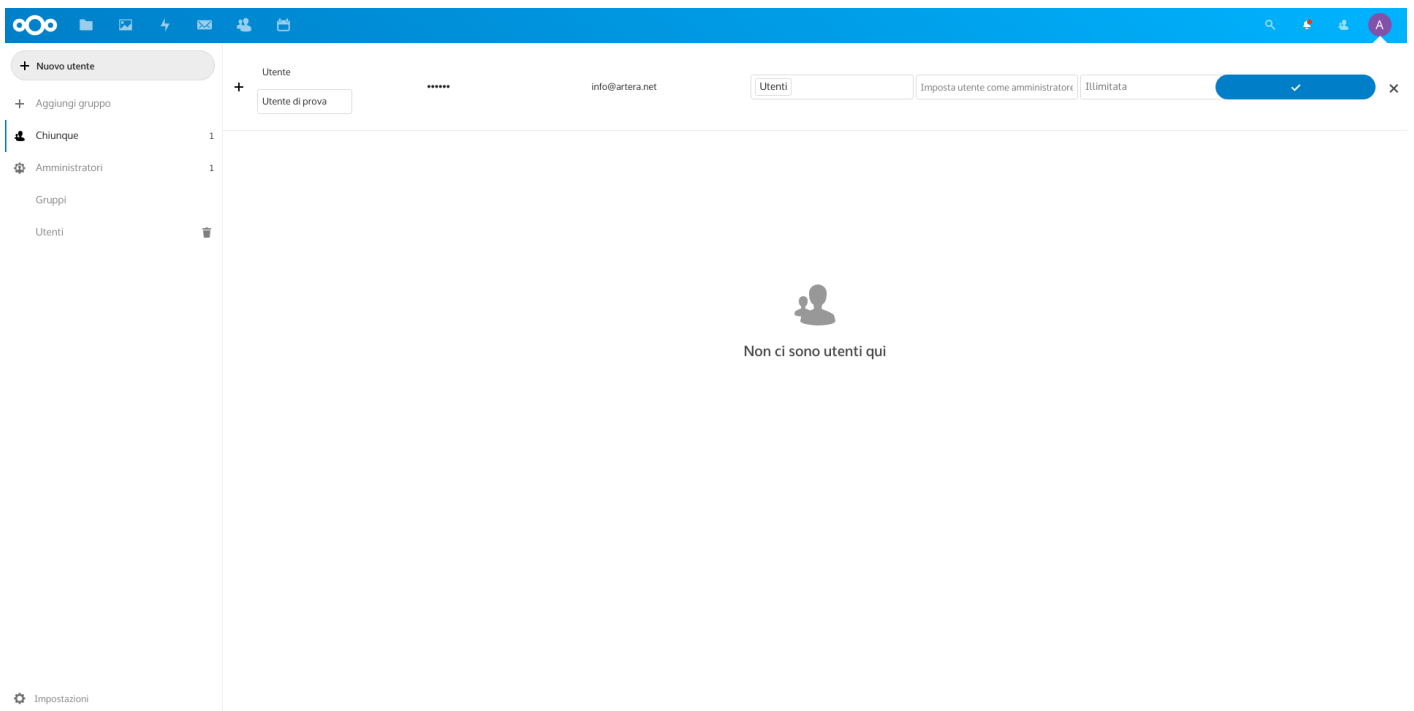 A
Nuovo utente
Aggiungi gruppo
Chiunque 1
Amministratori 1
Gruppi
Utenti
Impostazioni
Utente
Utente di prova
••••••
info@artera.net
Utenti
Imposta utente come amministratore
Illimitata
Non ci sono utenti qui